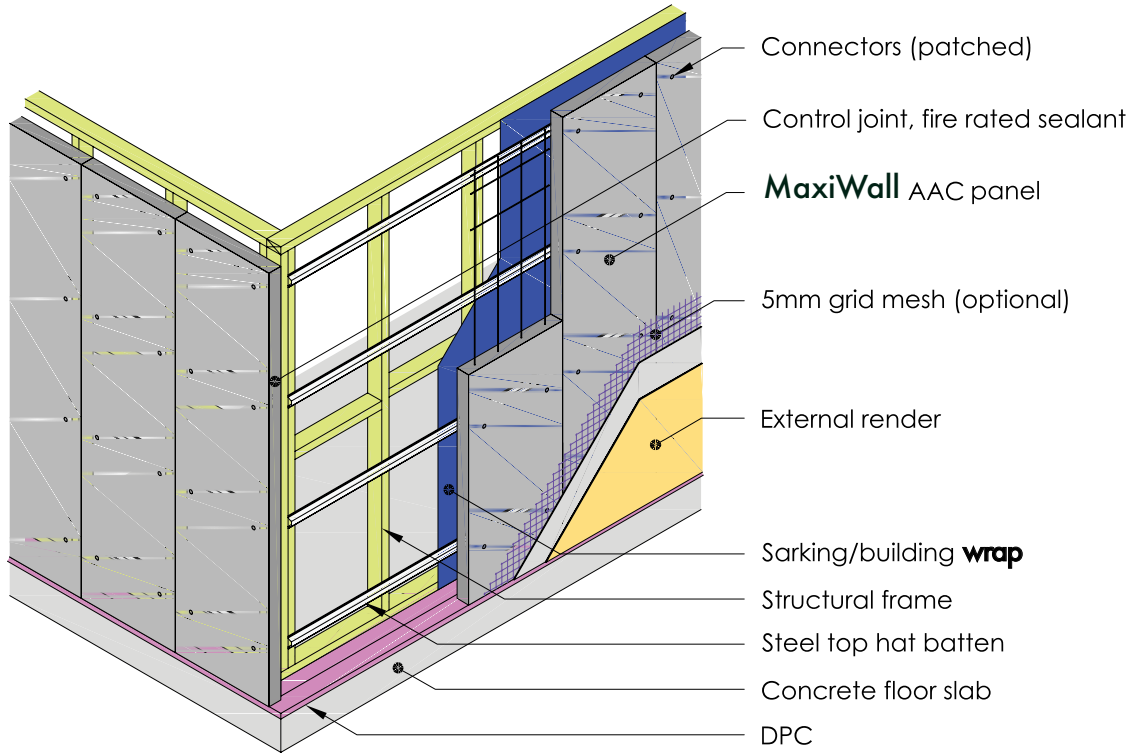 Connectors (patched)
Control joint, fire rated sealant
MaxiWall AAC panel
5mm grid mesh (optional)
External render
Sarking/building wrap
Structural frame
Steel top hat batten
Concrete floor slab
DPC